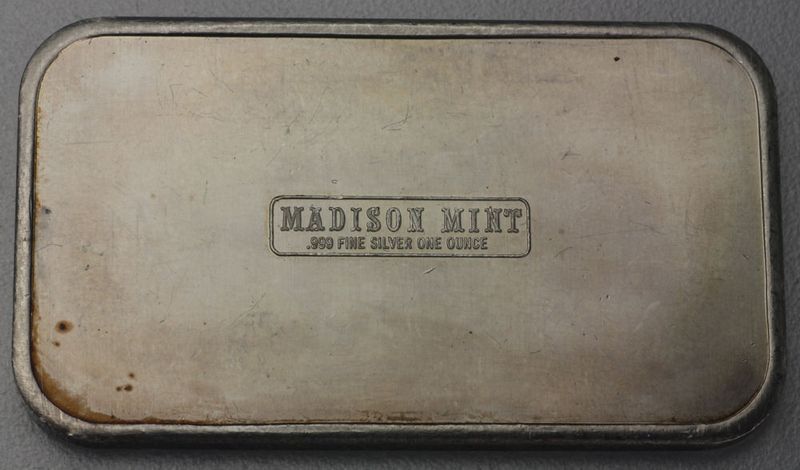 MADISON MINT
.999 FINE SILVER ONE OUNCE